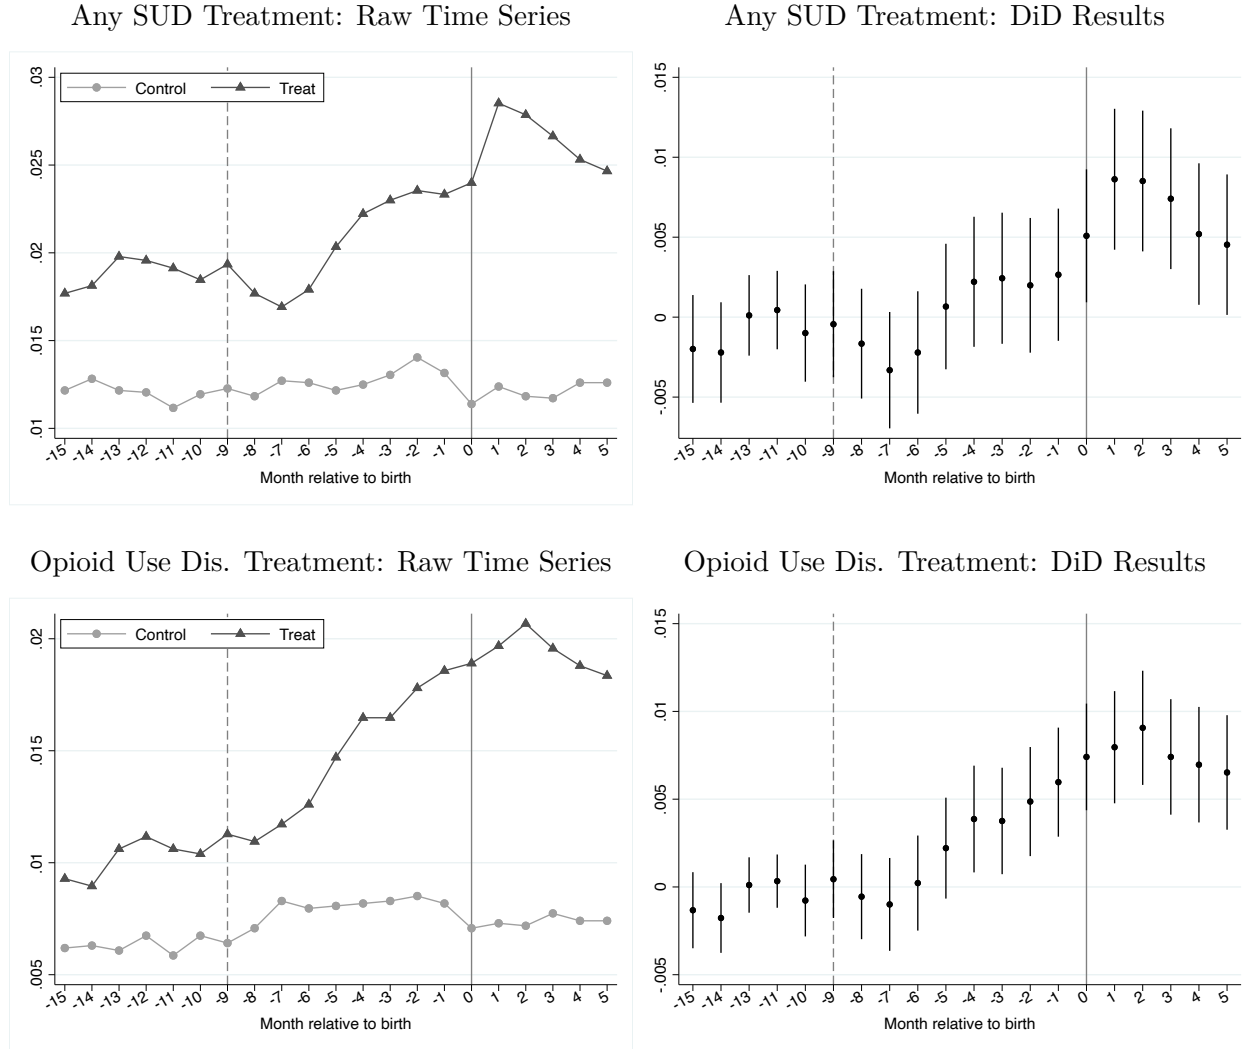 Any SUD Treatment: Raw Time Series
.03
.025
.02
.015
.01
Control Treat
-15 -14 -13 -12 -11 -10 -9 -8 -7 -6 -5 -4 -3 -2 -1 0 1 2 3 4 5
Month relative to birth
Any SUD Treatment: DiD Results
.015
.01
.005
0
-.005
-15 -14 -13 -11 -10 -9 -8 -7 -6 -5 -4 -3 -2 -1 0 1 2 3 4 5
Month relative to birth
Opioid Use Dis. Treatment: Raw Time Series
.02
.015
.01
.005
Control Treat
-15 -14 -13 -12 -11 -10 -9 -8 -7 -6 -5 -4 -3 -2 -1 0 1 2 3 4 5
Month relative to birth
Opioid Use Dis. Treatment: DiD Results
.015
.01
.005
0
-.005
-15 -14 -13 -11 -10 -9 -8 -7 -6 -5 -4 -3 -2 -1 0 1 2 3 4 5
Month relative to birth